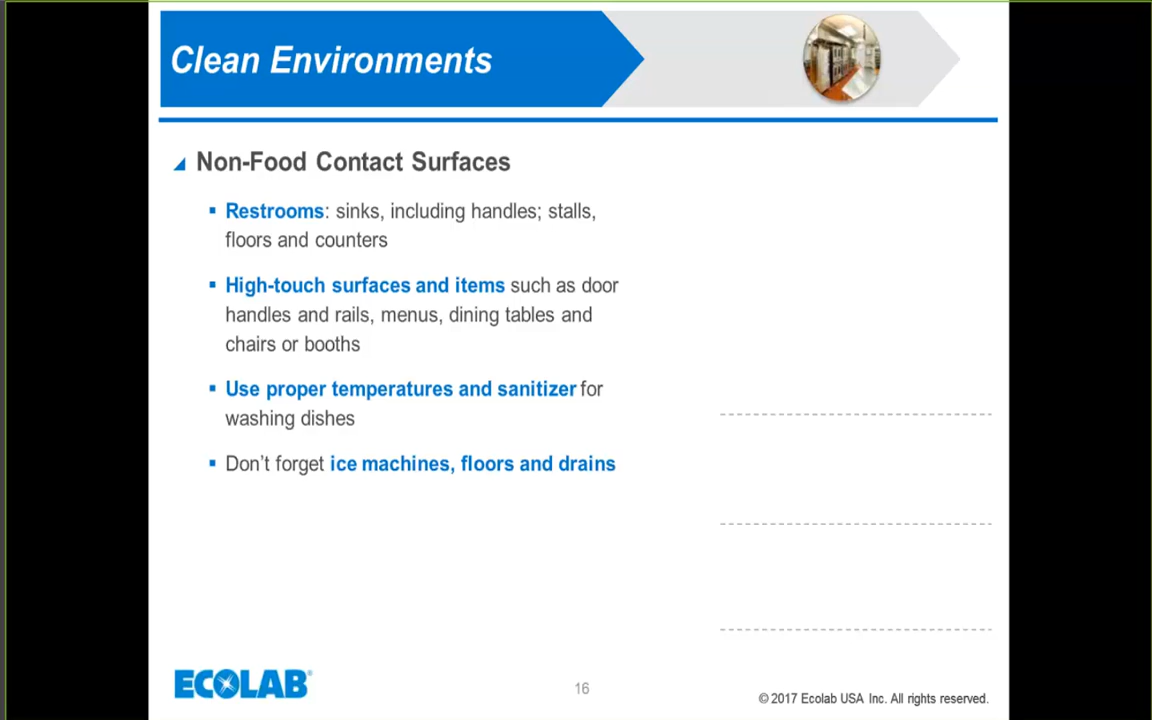 Clean Environments
Non-Food Contact Surfaces
Restrooms: sinks, including handles; stalls,
floors and counters
High-touch surfaces and items such as door
handles and rails, menus, dining tables and
chairs or booths
Use proper temperatures and sanitizer for
washing dishes
Don't forget ice machines, floors and drains
ECOLAB®
16
© 2017 Ecolab USA Inc. All rights reserved.